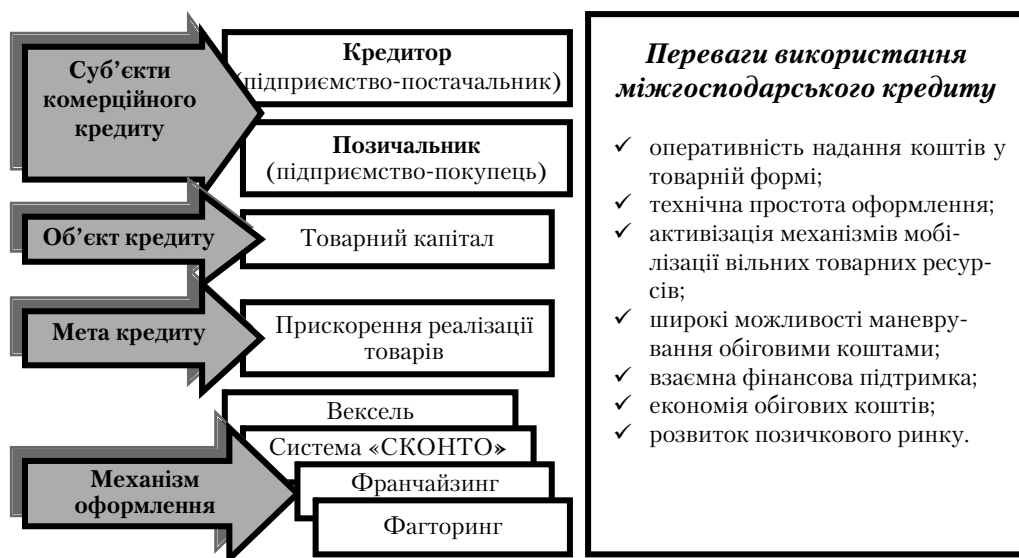 Суб’єкти
комерційного
кредиту
Кредитор
(підприємство-постачальник)
Позичальник
(підприємство-покупець)
Об’єкт кредиту
Товарний капітал
Мета кредиту
Прискорення реалізації
товарів
Механізм
оформлення
Вексель
Система «СКОНТО»
Франчайзинг
Факторинг
Переваги використання
міжгосподарського кредиту
✓ оперативність надання коштів у
товарній формі;
✓ технічна простота оформлення;
✓ активізація механізмів мобі-
лізації вільних товарних ресур-
сів;
✓ широкі можливості маневру-
вання обіговими коштами;
✓ взаємна фінансова підтримка;
✓ економія обігових коштів;
✓ розвиток позичкового ринку.